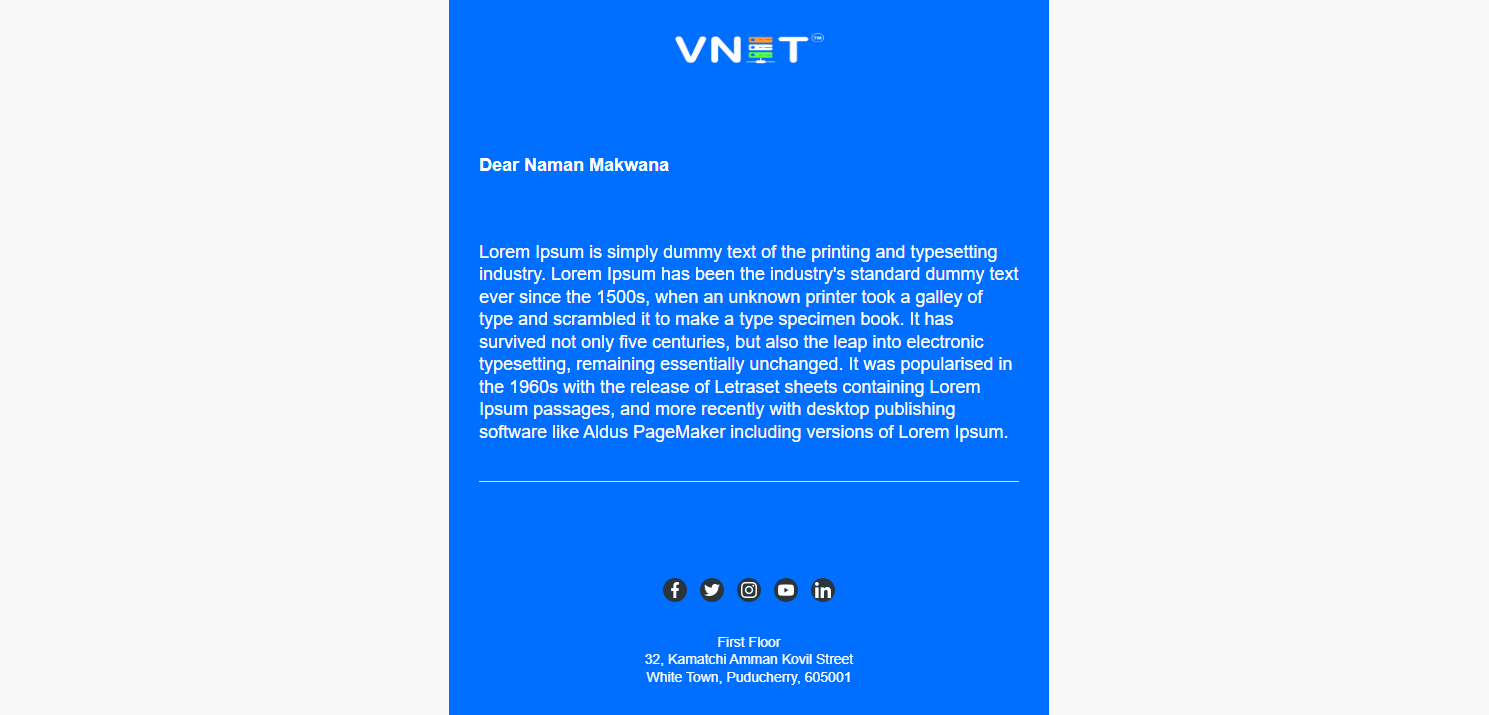 VNET™
Dear Naman Makwana
Lorem Ipsum is simply dummy text of the printing and typesetting
industry. Lorem Ipsum has been the industry's standard dummy text
ever since the 1500s, when an unknown printer took a galley of
type and scrambled it to make a type specimen book. It has
survived not only five centuries, but also the leap into electronic
typesetting, remaining essentially unchanged. It was popularised in
the 1960s with the release of Letraset sheets containing Lorem
Ipsum passages, and more recently with desktop publishing
software like Aldus PageMaker including versions of Lorem Ipsum.
First Floor
32, Kamatchi Amman Kovil Street
White Town, Puducherry, 605001